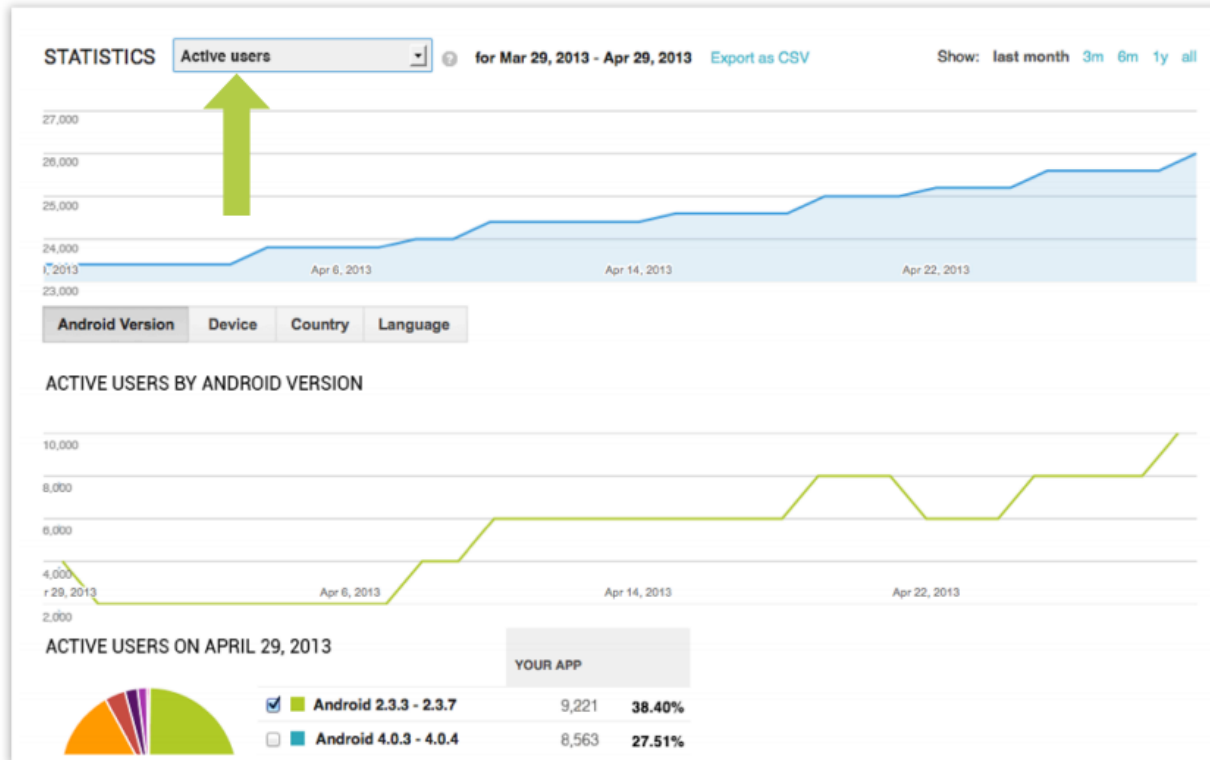 STATISTICS Active users ? for Mar 29, 2013 - Apr 29, 2013 Export as CSV Show: last month 3m 6m 1y all
27,000
26,000
25,000
24,000
, 2013 Apr 6, 2013 Apr 14, 2013 Apr 22, 2013
23,000
Android Version Device Country Language
ACTIVE USERS BY ANDROID VERSION
10,000
8,000
6,000
4,000
r 29, 2013 Apr 6, 2013 Apr 14, 2013 Apr 22, 2013
2,000
ACTIVE USERS ON APRIL 29, 2013
YOUR APP
Android 2.3.3 - 2.3.7 9,221 38.40%
Android 4.0.3 - 4.0.4 8,563 27.51%